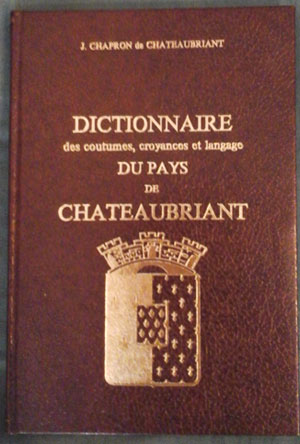 J. CHAPRON de CHATEAUBRIANT
DICTIONNAIRE
des coutumes, croyances et langage
DU PAYS
DE
CHATEAUBRIANT